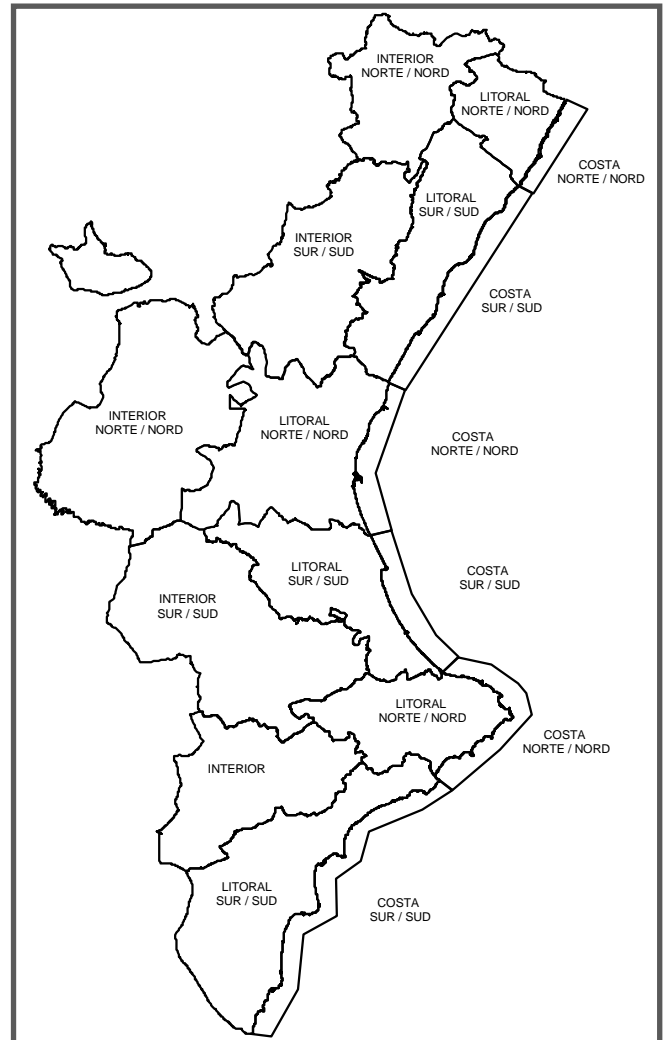 INTERIOR
NORTE / NORD
LITORAL
NORTE / NORD
COSTA
NORTE / NORD
LITORAL
SUR / SUD
INTERIOR
SUR / SUD
COSTA
SUR / SUD
INTERIOR
NORTE / NORD
LITORAL
NORTE / NORD
COSTA
NORTE / NORD
LITORAL
SUR / SUD
COSTA
SUR / SUD
INTERIOR
SUR / SUD
LITORAL
NORTE / NORD
COSTA
NORTE / NORD
INTERIOR
LITORAL
SUR / SUD
COSTA
SUR / SUD